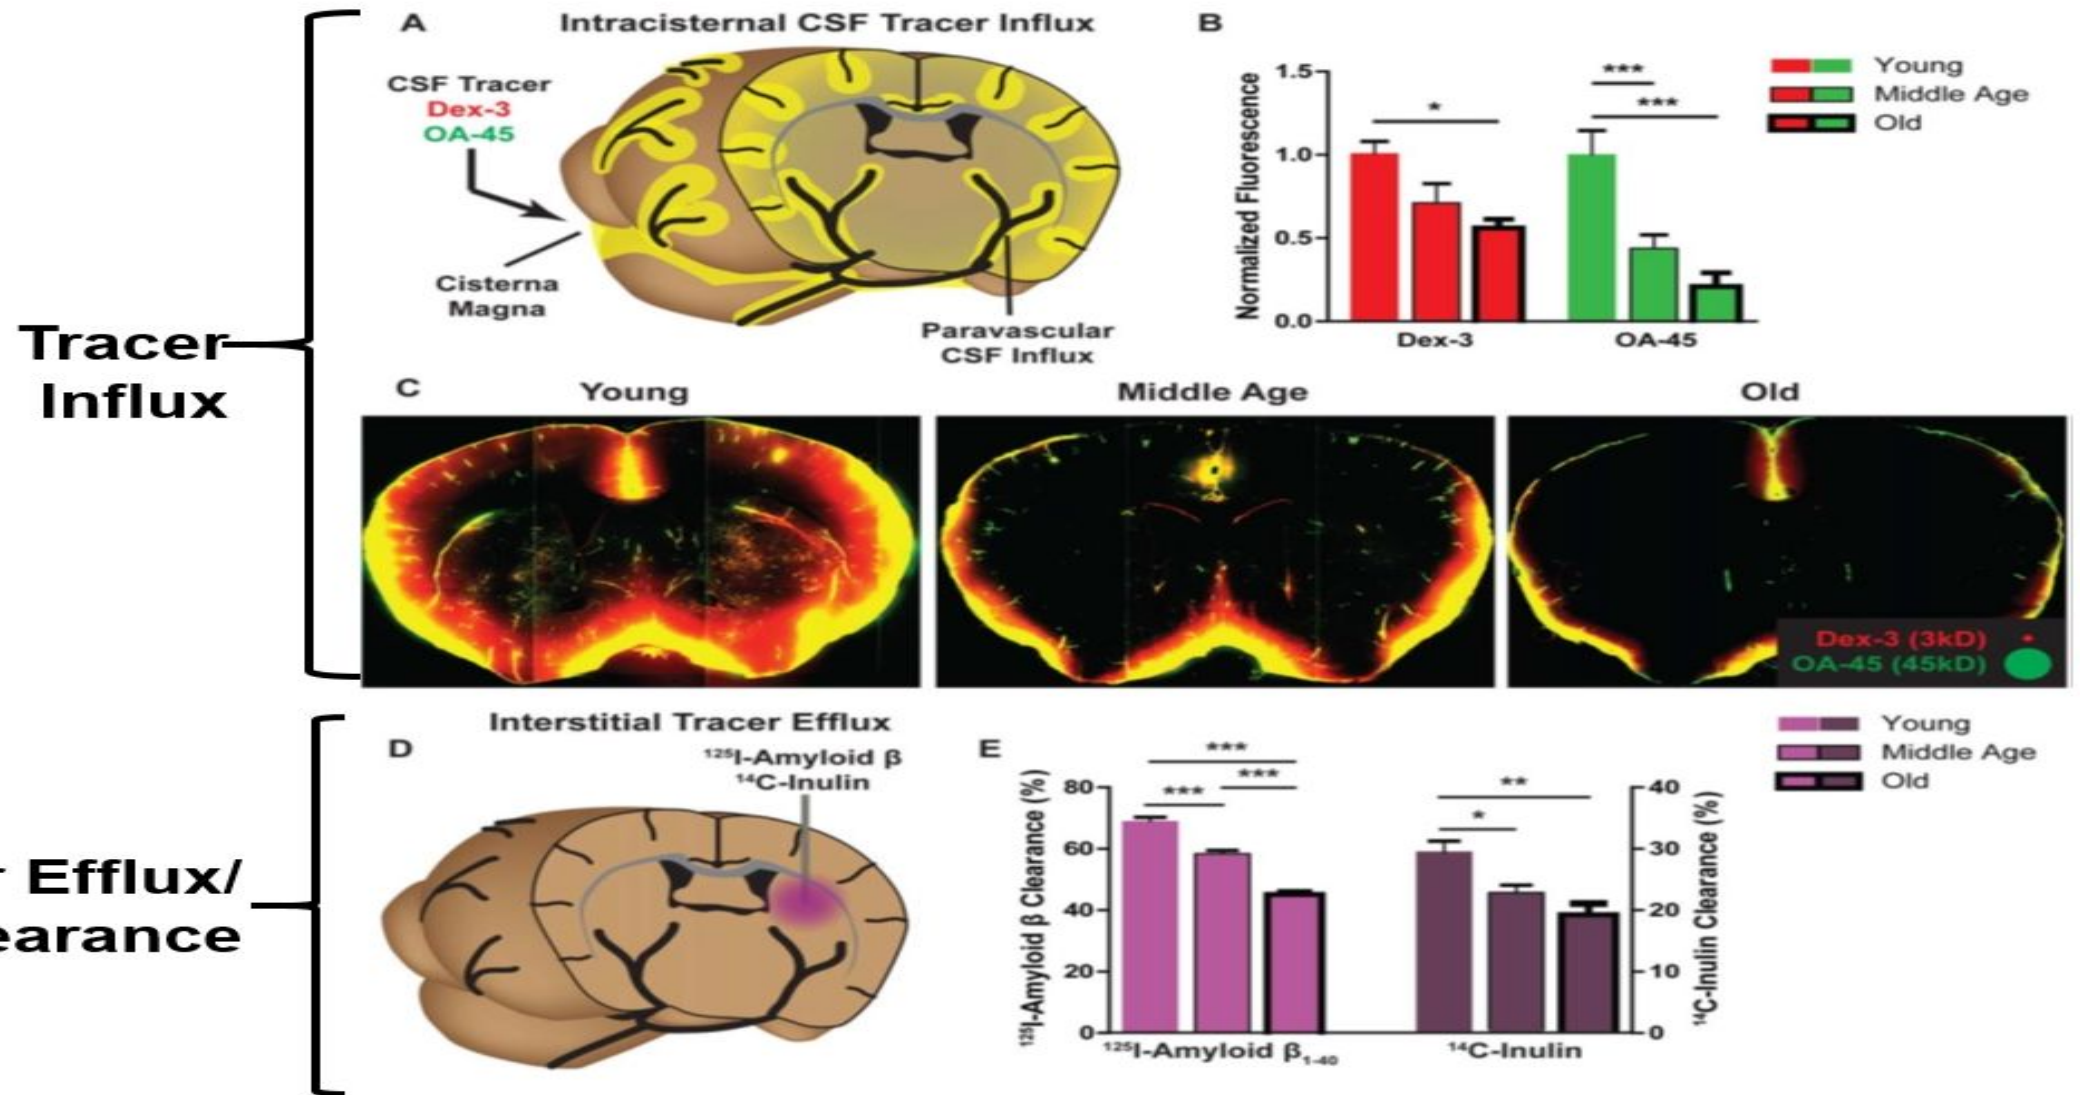 Tracer
Influx
A
Intracisternal CSF Tracer Influx
CSF Tracer
Dex-3
OA-45
Cisterna
Magna
Paravascular
CSF Influx
B
Normalized Fluorescence
1.5
1.0
0.5
0.0
*
***
***
Dex-3
OA-45
Young
Middle Age
Old
C
Young
Middle Age
Old
Dex-3 (3kD)
OA-45 (45kD)
r Efflux/
earance
D
Interstitial Tracer Efflux
¹²⁵I-Amyloid β
¹⁴C-Inulin
E
¹²⁵I-Amyloid β Clearance (%)
80
60
40
20
0
***
***
***
**
*
40
30
20
10
0
¹⁴C-Inulin Clearance (%)
¹²⁵I-Amyloid β₁₋₄₀
¹⁴C-Inulin
Young
Middle Age
Old